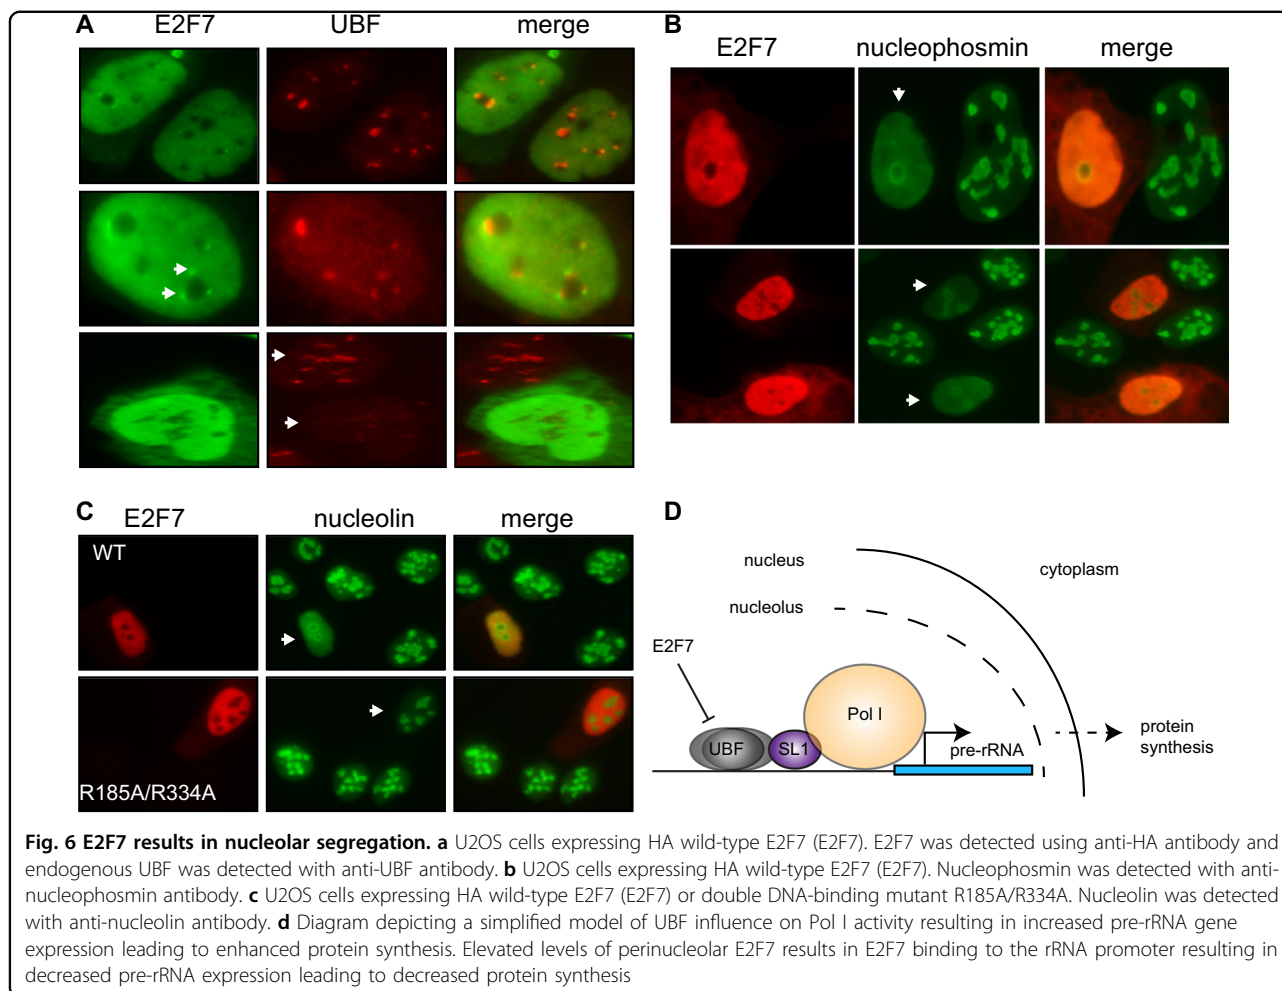 A
E2F7 UBF merge
B
E2F7 nucleophosmin merge
C
E2F7 nucleolin merge
WT
R185A/R334A
D
nucleus
cytoplasm
nucleolus
E2F7
Pol I
UBF
SL1
pre-rRNA
protein
synthesis
Fig. 6 E2F7 results in nucleolar segregation. a U2OS cells expressing HA wild-type E2F7 (E2F7). E2F7 was detected using anti-HA antibody and
endogenous UBF was detected with anti-UBF antibody. b U2OS cells expressing HA wild-type E2F7 (E2F7). Nucleophosmin was detected with anti-
nucleophosmin antibody. c U2OS cells expressing HA wild-type E2F7 (E2F7) or double DNA-binding mutant R185A/R334A. Nucleolin was detected
with anti-nucleolin antibody. d Diagram depicting a simplified model of UBF influence on Pol I activity resulting in increased pre-rRNA gene
expression leading to enhanced protein synthesis. Elevated levels of perinucleolar E2F7 results in E2F7 binding to the rRNA promoter resulting in
decreased pre-rRNA expression leading to decreased protein synthesis